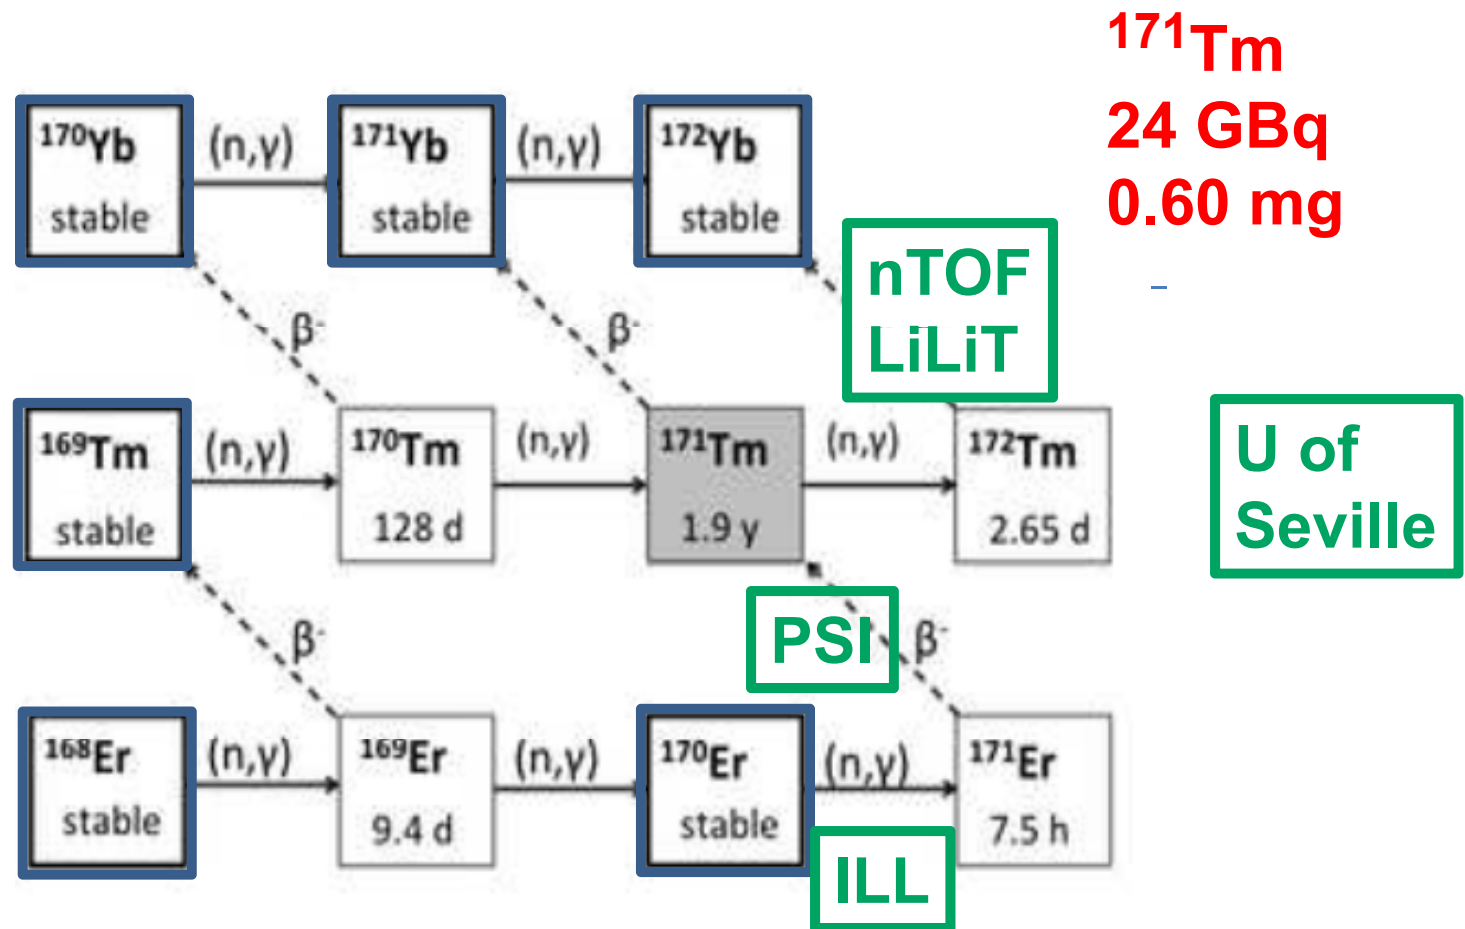 ¹⁷¹Tm
24 GBq
0.60 mg
¹⁷⁰Yb
stable
(n,γ)
¹⁷¹Yb
stable
(n,γ)
¹⁷²Yb
stable
nTOF
LiLiT
β⁻
β⁻
¹⁶⁹Tm
stable
(n,γ)
¹⁷⁰Tm
128 d
(n,γ)
¹⁷¹Tm
1.9 y
(n,γ)
¹⁷²Tm
2.65 d
U of
Seville
β⁻
PSI
β⁻
¹⁶⁸Er
stable
(n,γ)
¹⁶⁹Er
9.4 d
(n,γ)
¹⁷⁰Er
stable
(n,γ)
¹⁷¹Er
7.5 h
ILL